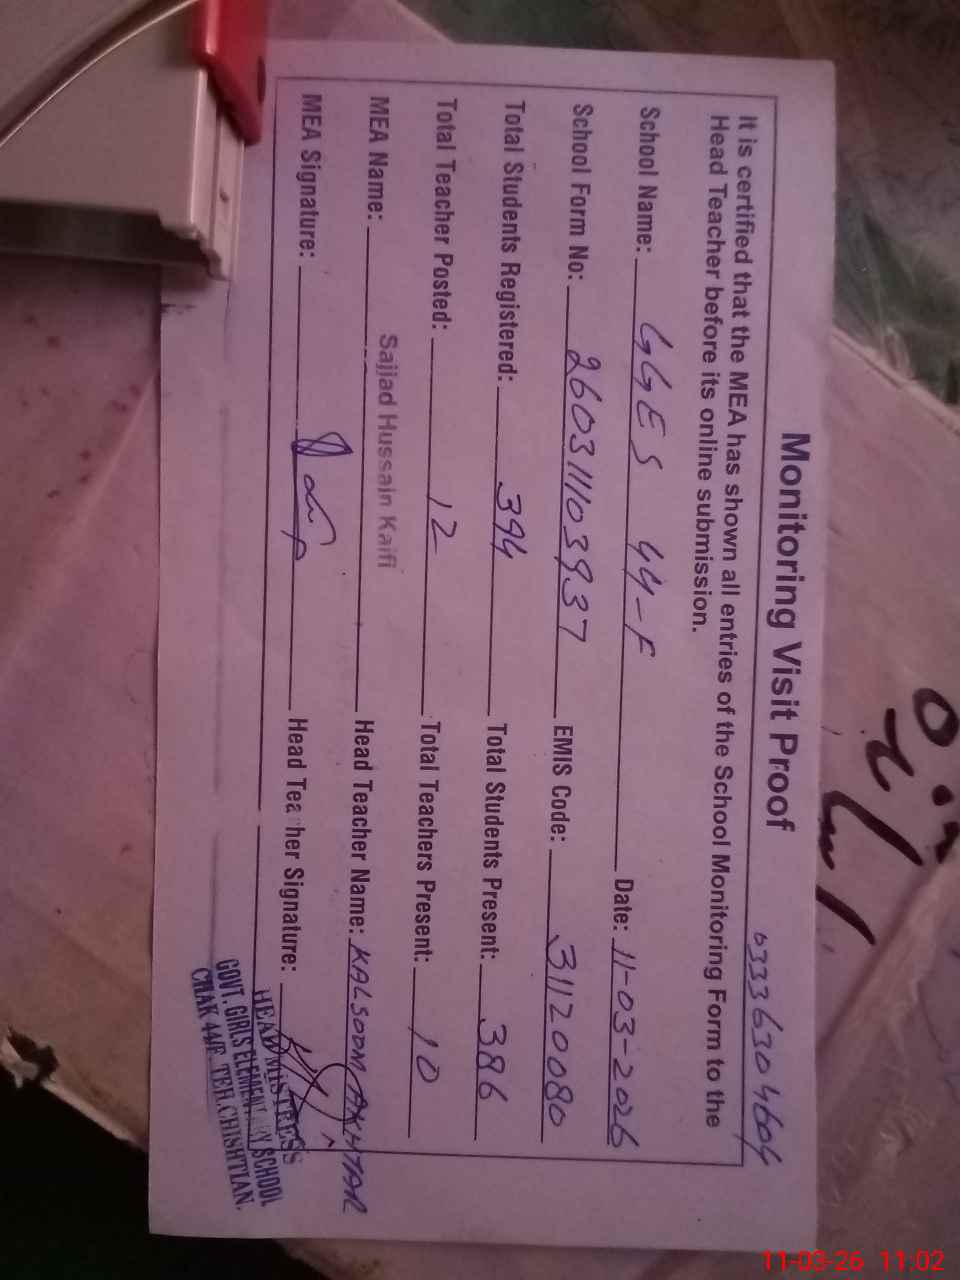 Monitoring Visit Proof
03336304604
It is certified that the MEA has shown all entries of the School Monitoring Form to the
Head Teacher before its online submission.
School Name: GGES 44-F Date: 11-03-2026
School Form No: 260311103937 EMIS Code: 31120080
Total Students Registered: 394 Total Students Present: 386
Total Teacher Posted: 12 Total Teachers Present: 10
MEA Name: Sajjad Hussain Kaifi Head Teacher Name: KALSOOM AKHTAR
MEA Signature: Head Teacher Signature:
HEAD MISTRESS
GOVT. GIRLS ELEMENTARY SCHOOL
CHAK 44/F TEH. CHISHTIAN.
11-03-26 11:02